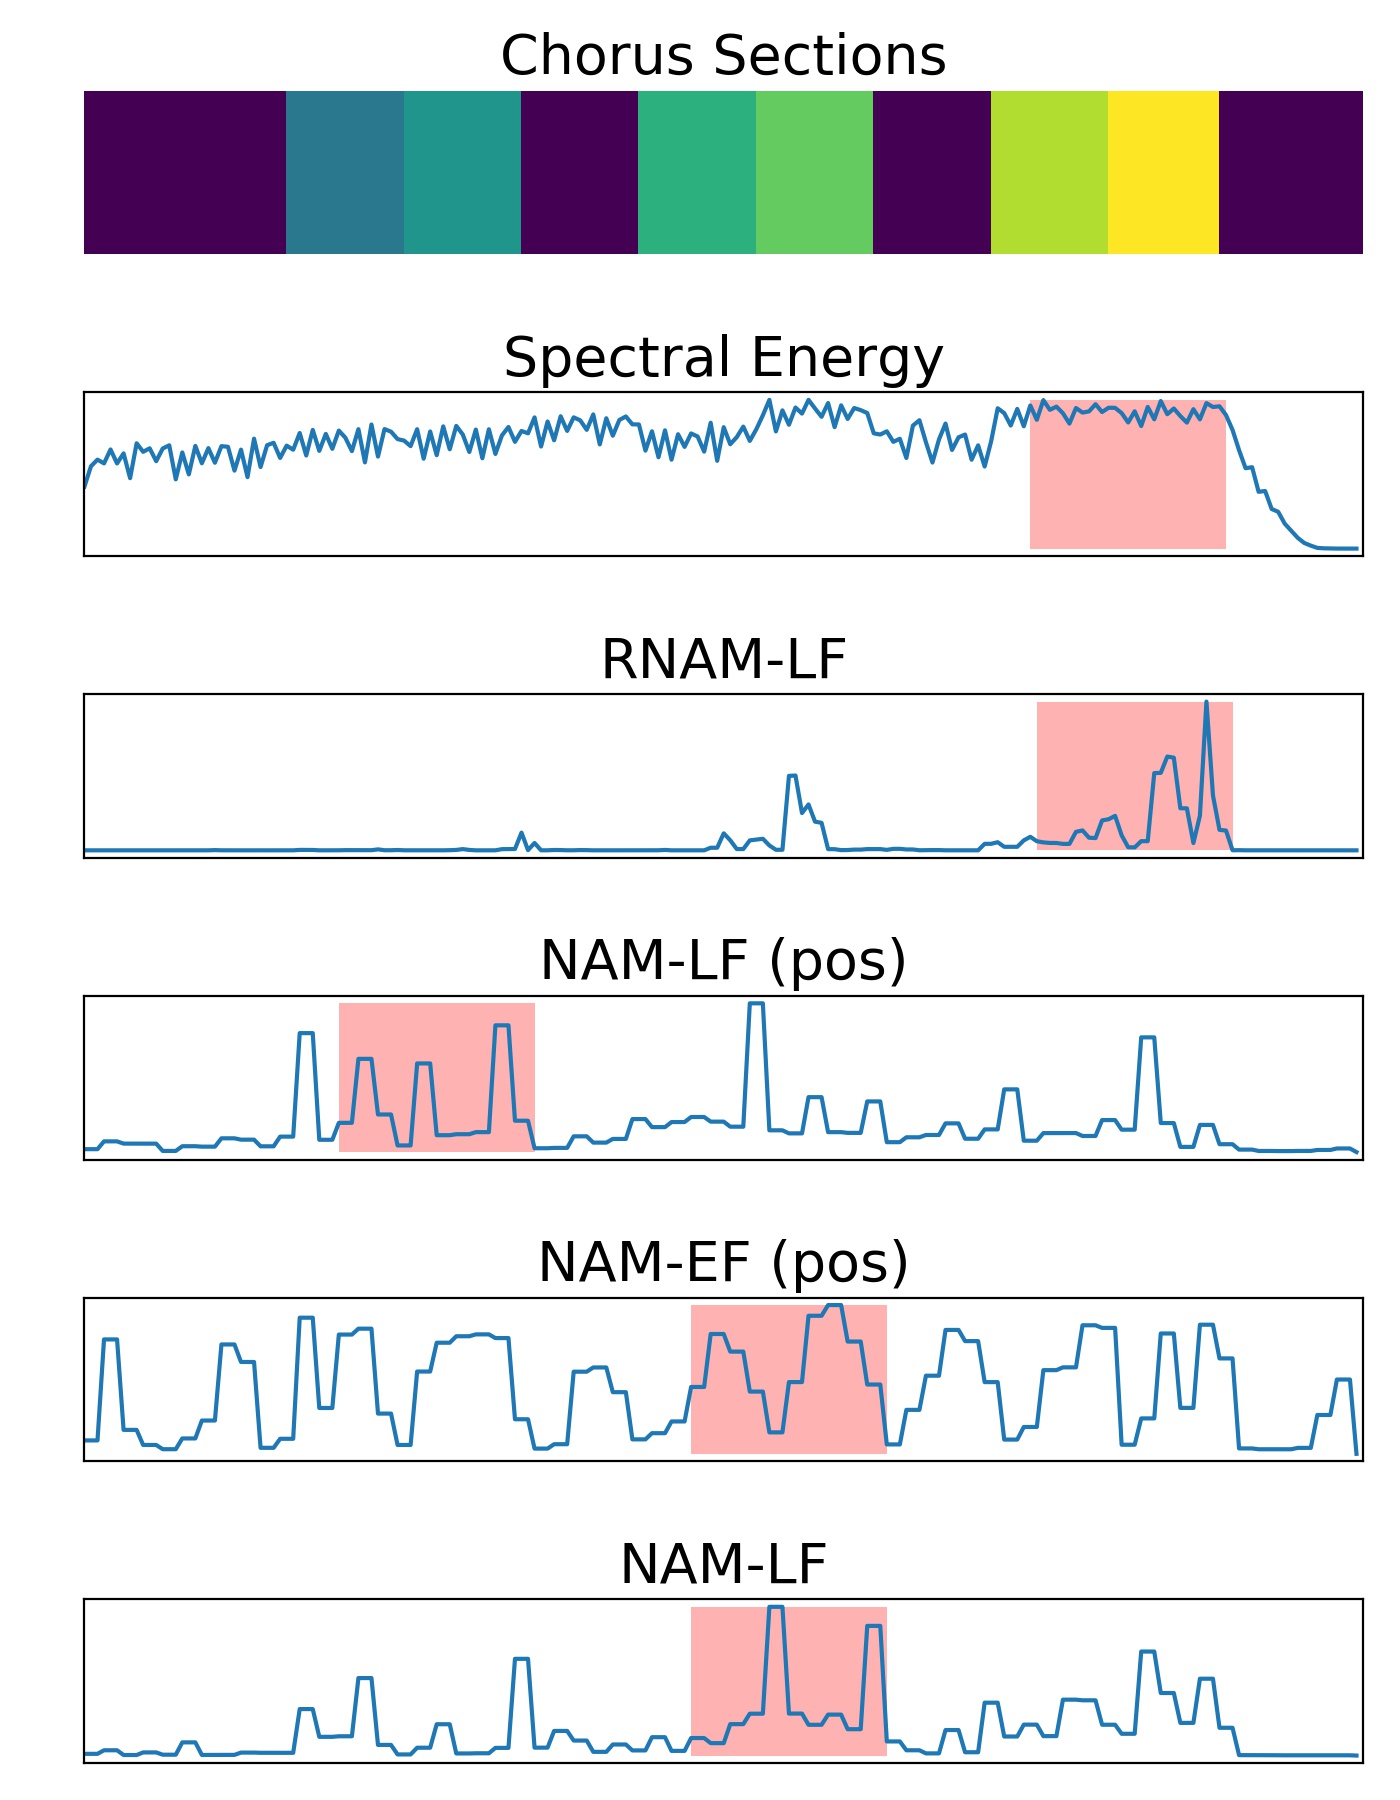 Chorus Sections
Spectral Energy
RNAM-LF
NAM-LF (pos)
NAM-EF (pos)
NAM-LF